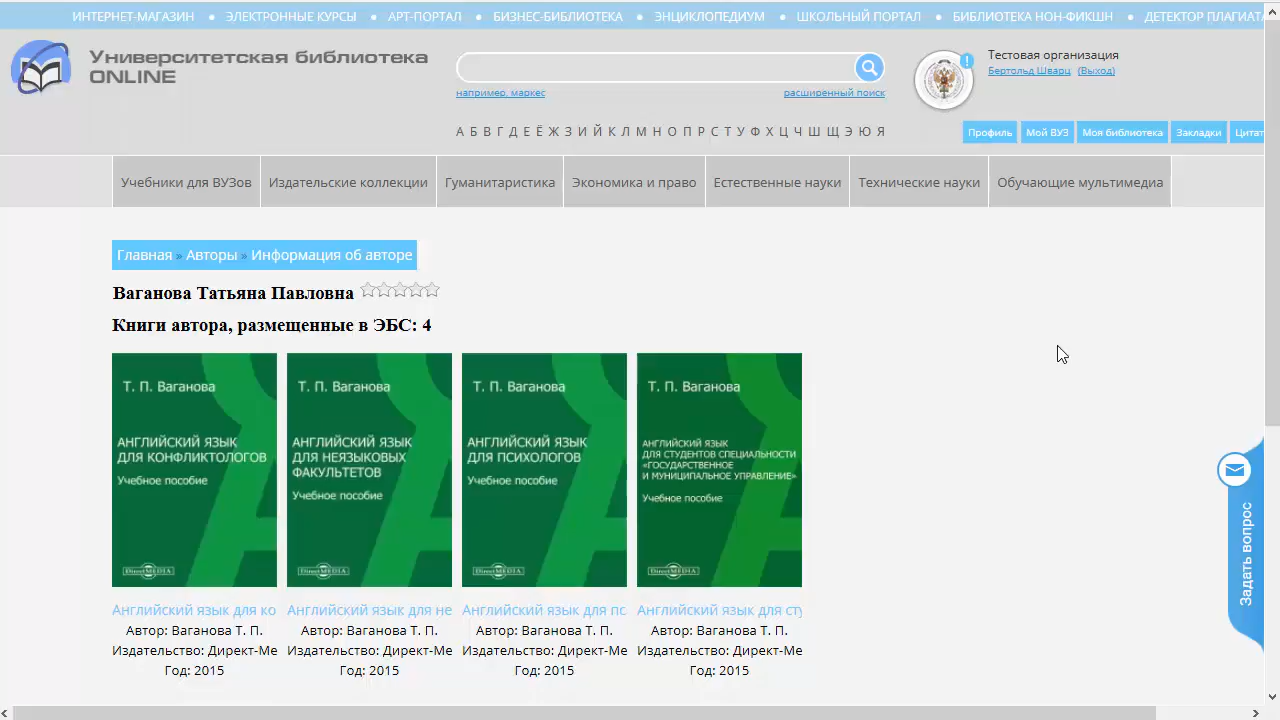 ИНТЕРНЕТ-МАГАЗИН • ЭЛЕКТРОННЫЕ КУРСЫ • АРТ-ПОРТАЛ • БИЗНЕС-БИБЛИОТЕКА • ЭНЦИКЛОПЕДИУМ • ШКОЛЬНЫЙ ПОРТАЛ • БИБЛИОТЕКА НОН-ФИКШН • ДЕТЕКТОР ПЛАГИАТА
Университетская библиотека
ONLINE
например, маркес
расширенный поиск
!
Тестовая организация
Бертольд Шварц (Выход)
А Б В Г Д Е Ё Ж З И Й К Л М Н О П Р С Т У Ф Х Ц Ч Ш Щ Э Ю Я
Профиль Мой ВУЗ Моя библиотека Закладки Цитат
Учебники для ВУЗов Издательские коллекции Гуманитаристика Экономика и право Естественные науки Технические науки Обучающие мультимедиа
Главная » Авторы » Информация об авторе
Ваганова Татьяна Павловна
Книги автора, размещенные в ЭБС: 4
Т. П. Ваганова
АНГЛИЙСКИЙ ЯЗЫК
ДЛЯ КОНФЛИКТОЛОГОВ
Учебное пособие
DirectMEDIA
Английский язык для ко
Автор: Ваганова Т. П.
Издательство: Директ-Ме
Год: 2015
Т. П. Ваганова
АНГЛИЙСКИЙ ЯЗЫК
ДЛЯ НЕЯЗЫКОВЫХ
ФАКУЛЬТЕТОВ
Учебное пособие
DirectMEDIA
Английский язык для не
Автор: Ваганова Т. П.
Издательство: Директ-Ме
Год: 2015
Т. П. Ваганова
АНГЛИЙСКИЙ ЯЗЫК
ДЛЯ ПСИХОЛОГОВ
Учебное пособие
DirectMEDIA
Английский язык для пс
Автор: Ваганова Т. П.
Издательство: Директ-Ме
Год: 2015
Т. П. Ваганова
АНГЛИЙСКИЙ ЯЗЫК
ДЛЯ СТУДЕНТОВ СПЕЦИАЛЬНОСТИ
«ГОСУДАРСТВЕННОЕ
И МУНИЦИПАЛЬНОЕ УПРАВЛЕНИЕ»
Учебное пособие
DirectMEDIA
Английский язык для сту
Автор: Ваганова Т. П.
Издательство: Директ-Ме
Год: 2015
Задать вопрос